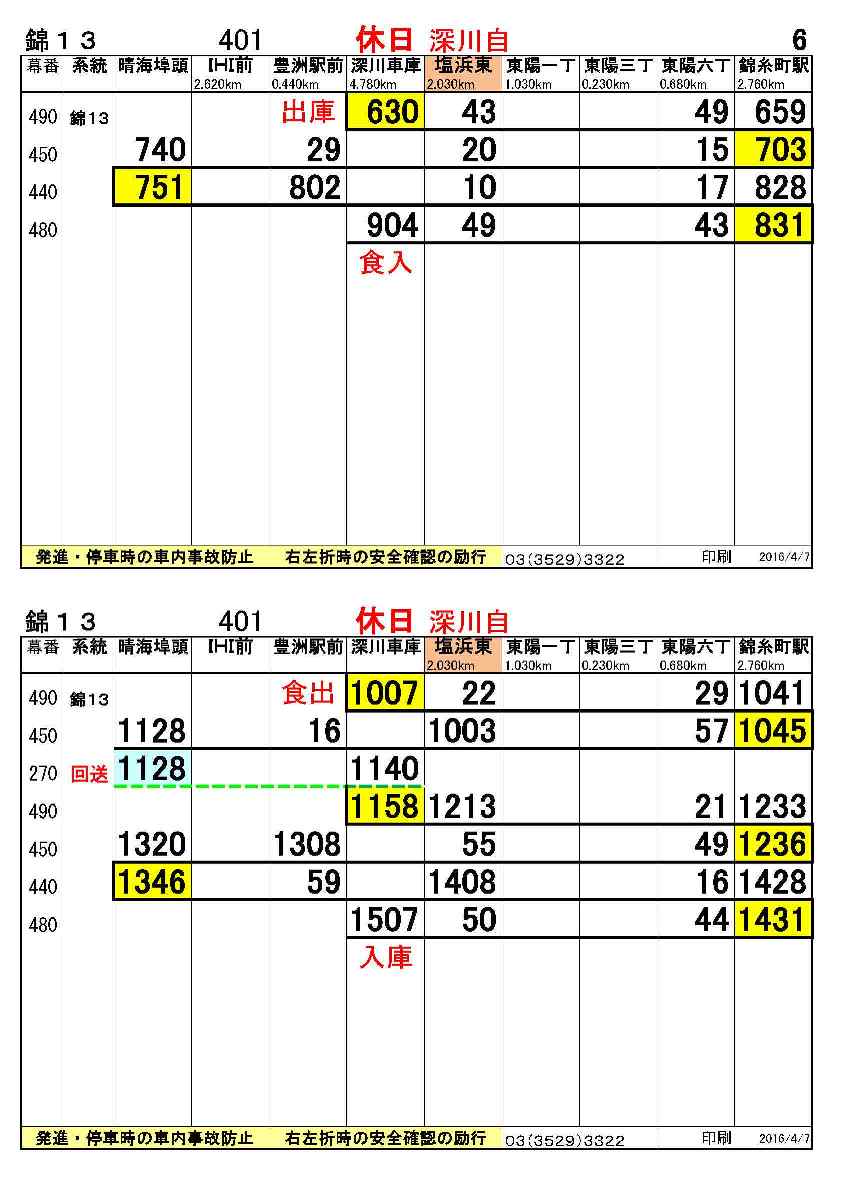 錦１３ 401 休日 深川自 6
幕番 系統 晴海埠頭 IHI前 豊洲駅前 深川車庫 塩浜東 東陽一丁 東陽三丁 東陽六丁 錦糸町駅
2.620km 0.440km 4.780km 2.030km 1.030km 0.230km 0.680km 2.760km
490 錦13 出庫 630 43 49 659
450 740 29 20 15 703
440 751 802 10 17 828
480 904 49 43 831
食入
発進・停車時の車内事故防止 右左折時の安全確認の励行 03(3529)3322 印刷 2016/4/7
錦１３ 401 休日 深川自
幕番 系統 晴海埠頭 IHI前 豊洲駅前 深川車庫 塩浜東 東陽一丁 東陽三丁 東陽六丁 錦糸町駅
2.030km 1.030km 0.230km 0.680km 2.760km
490 錦13 食出 1007 22 29 1041
450 1128 16 1003 57 1045
270 回送 1128 1140
490 1158 1213 21 1233
450 1320 1308 55 49 1236
440 1346 59 1408 16 1428
480 1507 50 44 1431
入庫
発進・停車時の車内事故防止 右左折時の安全確認の励行 03(3529)3322 印刷 2016/4/7